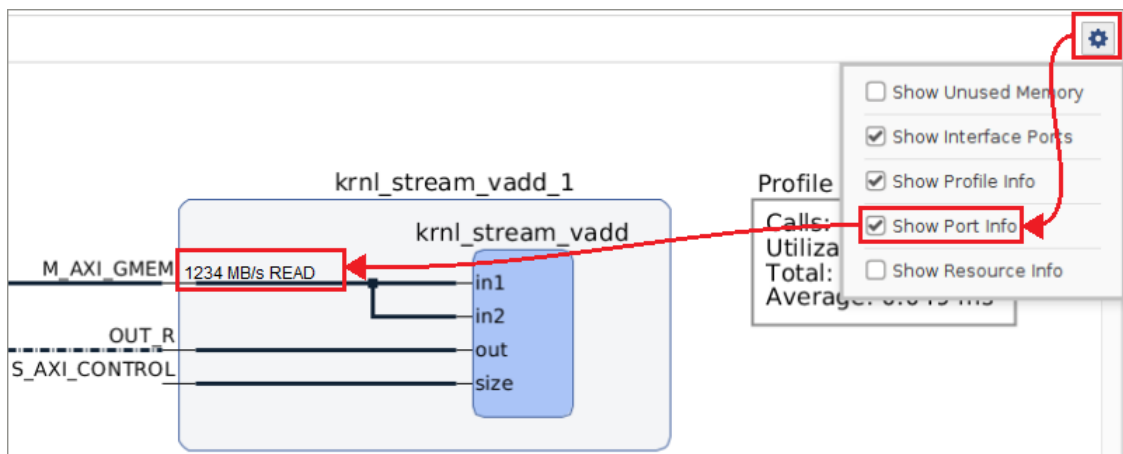 Show Unused Memory
Show Interface Ports
Show Profile Info
Show Port Info
Show Resource Info
krnl_stream_vadd_1
krnl_stream_vadd
M_AXI_GMEM
1234 MB/s READ
in1
in2
OUT_R
out
S_AXI_CONTROL
size
Profile
Calls:
Total:
Average: